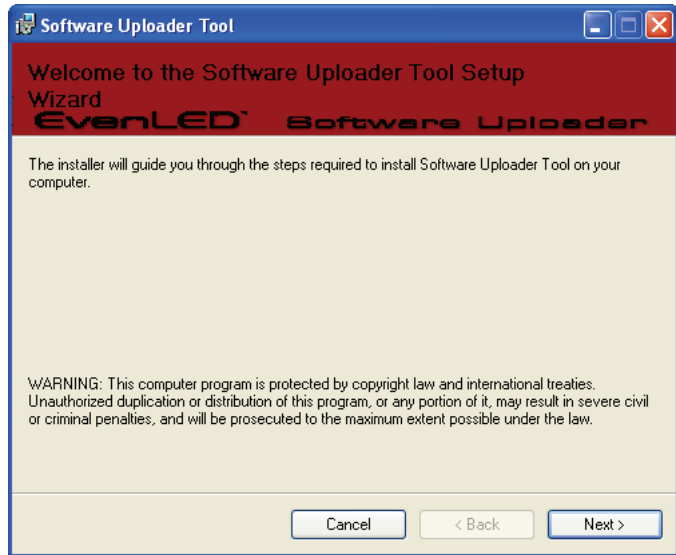 Software Uploader Tool
Welcome to the Software Uploader Tool Setup
Wizard
EvenLED™ Software Uploader
The installer will guide you through the steps required to install Software Uploader Tool on your
computer.
WARNING: This computer program is protected by copyright law and international treaties.
Unauthorized duplication or distribution of this program, or any portion of it, may result in severe civil
or criminal penalties, and will be prosecuted to the maximum extent possible under the law.
Cancel < Back Next >